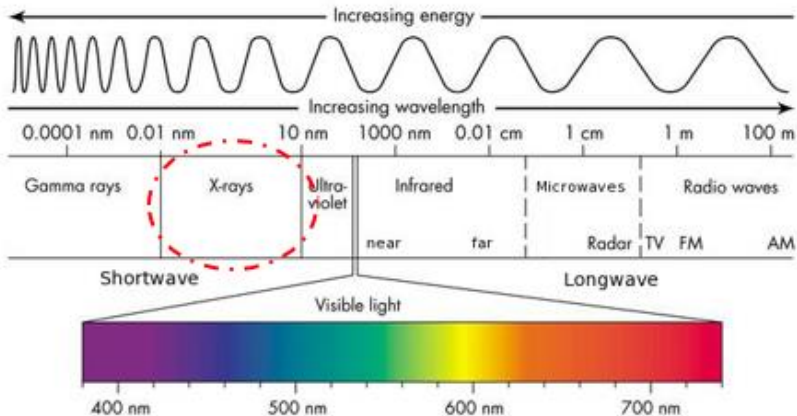 Increasing energy
Increasing wavelength
0.0001 nm 0.01 nm 10 nm 1000 nm 0.01 cm 1 cm 1 m 100 m
Gamma rays X-rays Ultra-
violet Infrared Microwaves Radio waves
near far Radar TV FM AM
Shortwave Longwave
Visible light
400 nm 500 nm 600 nm 700 nm